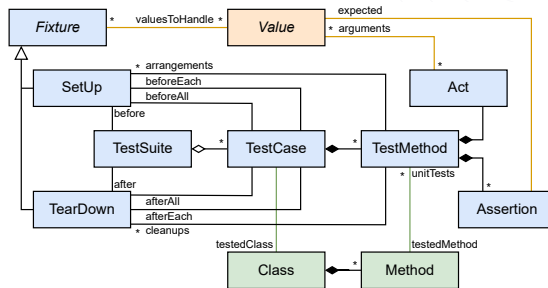 expected
* valuesToHandle *
Fixture
Value
* arguments
* arrangements
*
SetUp
beforeEach
beforeAll
Act
before
TestSuite
*
TestCase
*
TestMethod
after
* unitTests
*
TearDown
afterAll
afterEach
* cleanups
Assertion
testedClass
testedMethod
Class
*
Method